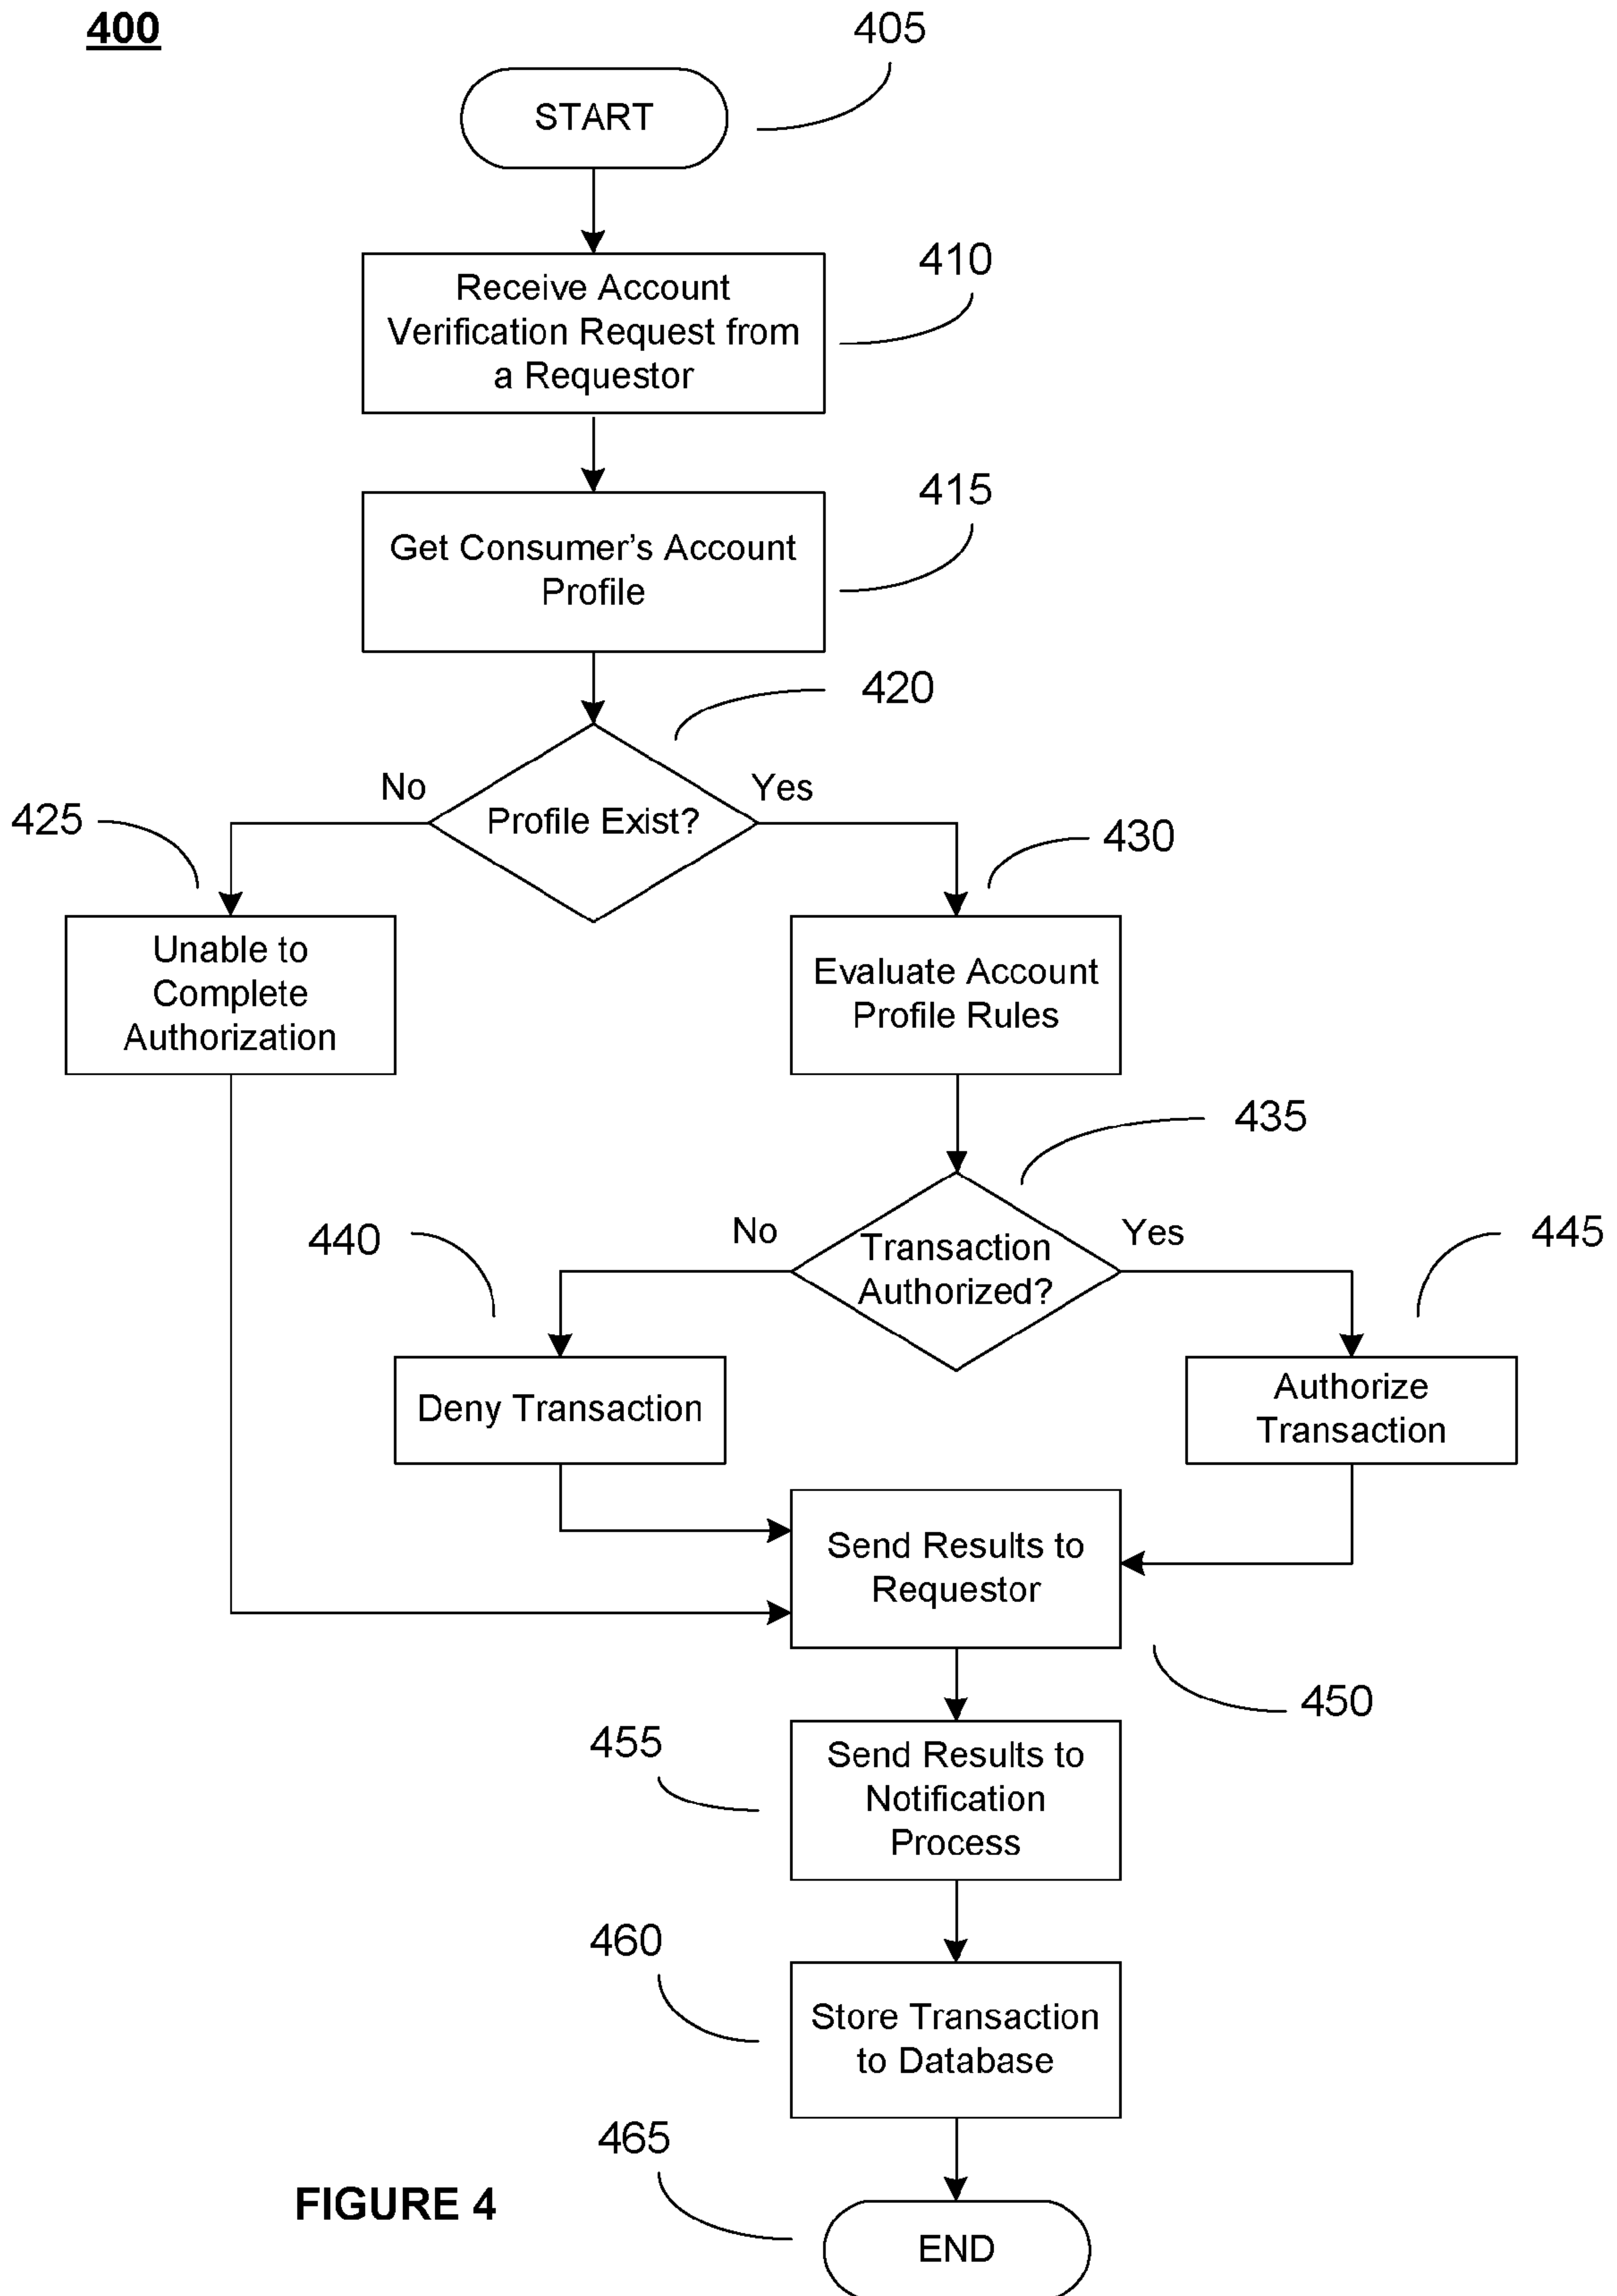 400
405
START
410
Receive Account
Verification Request from
a Requestor
415
Get Consumer's Account
Profile
420
No
Yes
Profile Exist?
425
430
Unable to
Complete
Authorization
Evaluate Account
Profile Rules
435
440
No
Yes
445
Transaction
Authorized?
Deny Transaction
Authorize
Transaction
Send Results to
Requestor
450
455
Send Results to
Notification
Process
460
Store Transaction
to Database
465
FIGURE 4
END